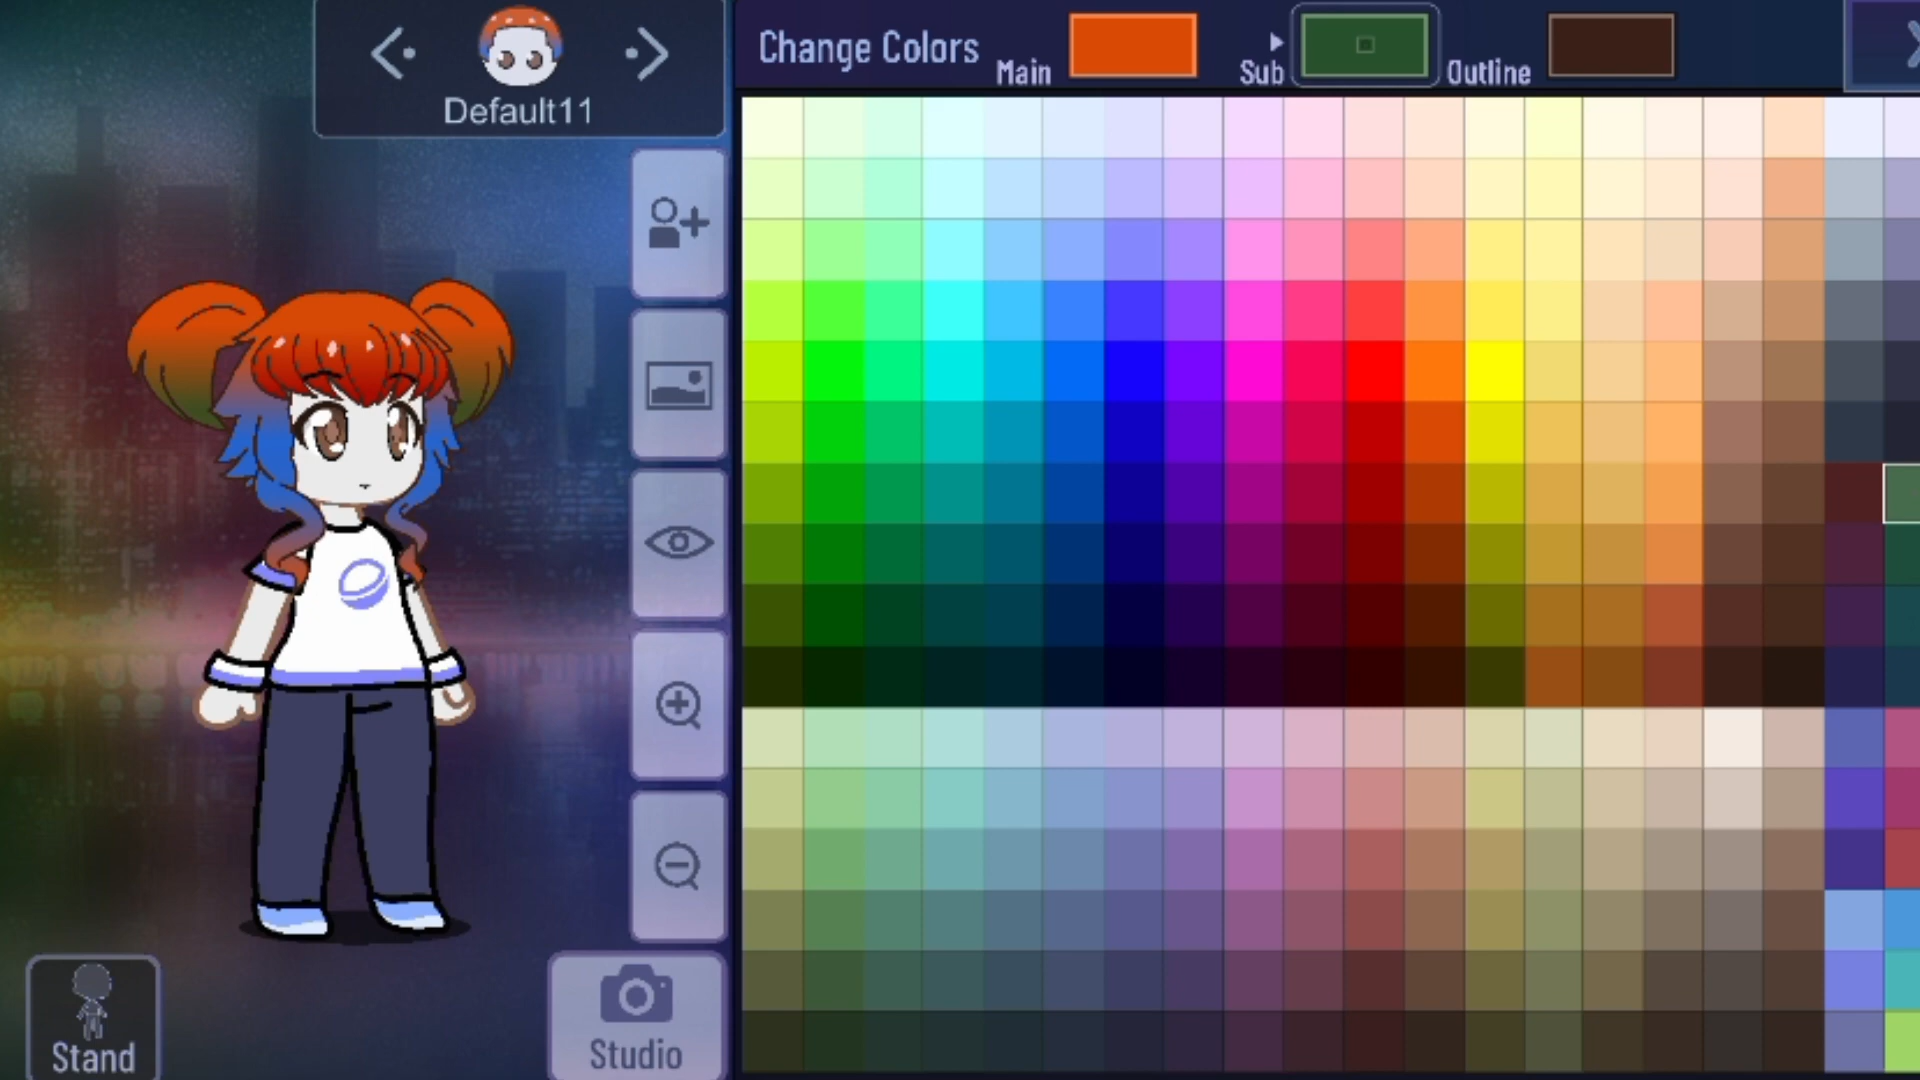 Default11
Change Colors
Main
Sub
Outline
Studio
Stand